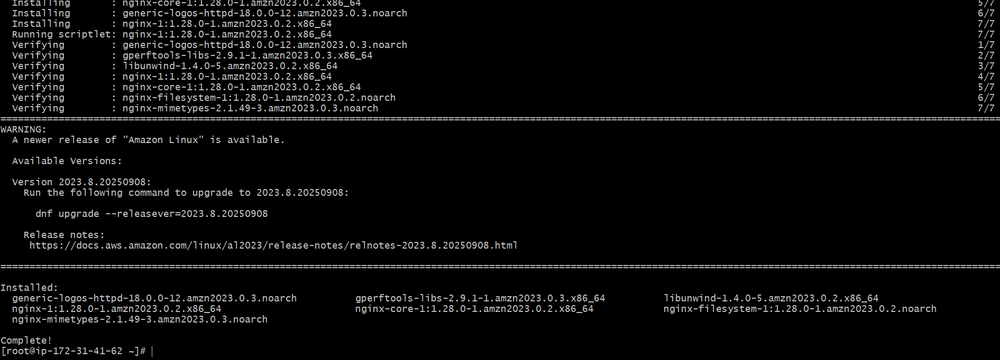 Installing       : nginx-core-1:1.28.0-1.amzn2023.0.2.x86_64 5/7
Installing       : generic-logos-httpd-18.0.0-12.amzn2023.0.3.noarch 6/7
Installing       : nginx-1:1.28.0-1.amzn2023.0.2.x86_64 7/7
Running scriptlet: nginx-1:1.28.0-1.amzn2023.0.2.x86_64 7/7
Verifying        : generic-logos-httpd-18.0.0-12.amzn2023.0.3.noarch 1/7
Verifying        : gperftools-libs-2.9.1-1.amzn2023.0.3.x86_64 2/7
Verifying        : libunwind-1.4.0-5.amzn2023.0.2.x86_64 3/7
Verifying        : nginx-1:1.28.0-1.amzn2023.0.2.x86_64 4/7
Verifying        : nginx-core-1:1.28.0-1.amzn2023.0.2.x86_64 5/7
Verifying        : nginx-filesystem-1:1.28.0-1.amzn2023.0.2.noarch 6/7
Verifying        : nginx-mimetypes-2.1.49-3.amzn2023.0.3.noarch 7/7
WARNING:
A newer release of "Amazon Linux" is available.
Available Versions:
Version 2023.8.20250908:
Run the following command to upgrade to 2023.8.20250908:
dnf upgrade --releasever=2023.8.20250908
Release notes:
https://docs.aws.amazon.com/linux/al2023/release-notes/relnotes-2023.8.20250908.html
Installed:
generic-logos-httpd-18.0.0-12.amzn2023.0.3.noarch gperftools-libs-2.9.1-1.amzn2023.0.3.x86_64 libunwind-1.4.0-5.amzn2023.0.2.x86_64
nginx-1:1.28.0-1.amzn2023.0.2.x86_64 nginx-core-1:1.28.0-1.amzn2023.0.2.x86_64 nginx-filesystem-1:1.28.0-1.amzn2023.0.2.noarch
nginx-mimetypes-2.1.49-3.amzn2023.0.3.noarch
Complete!
[root@ip-172-31-41-62 ~]#